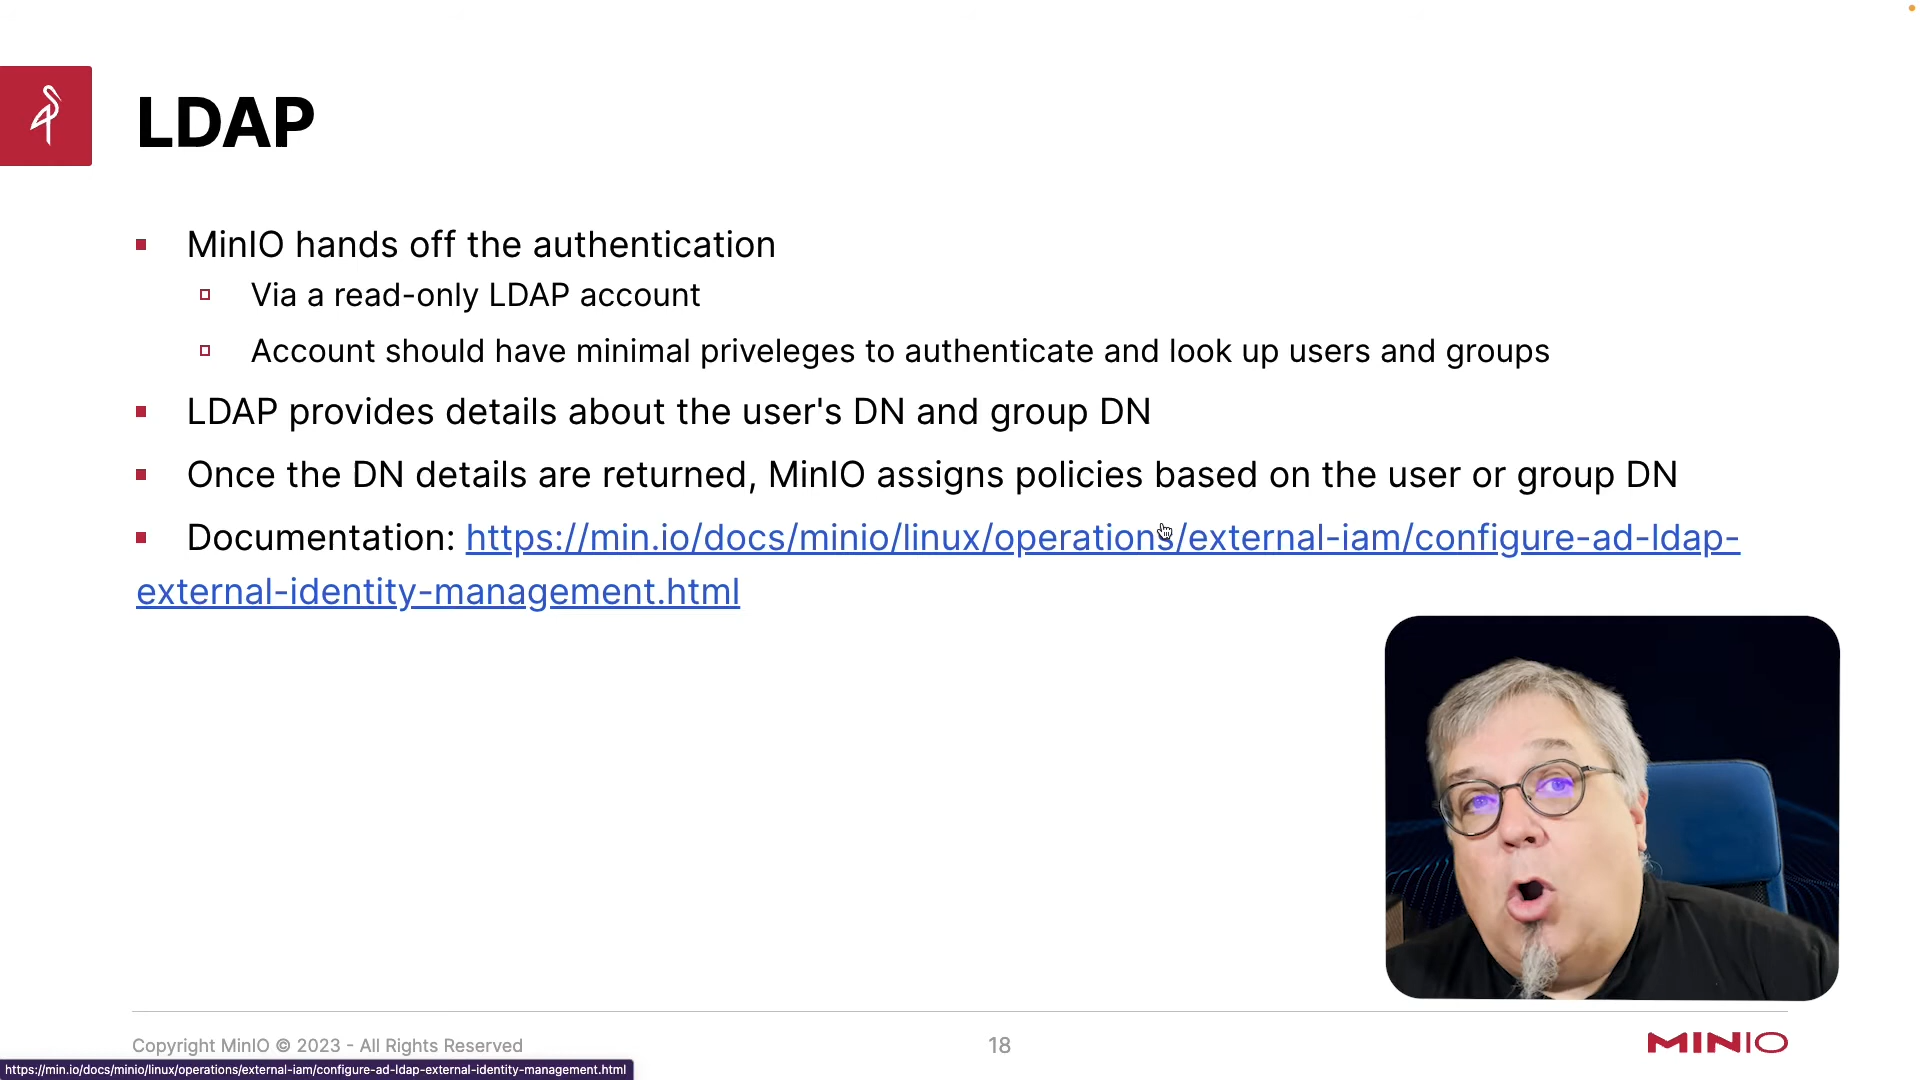 LDAP
MinIO hands off the authentication
Via a read-only LDAP account
Account should have minimal priveleges to authenticate and look up users and groups
LDAP provides details about the user's DN and group DN
Once the DN details are returned, MinIO assigns policies based on the user or group DN
Documentation: https://min.io/docs/minio/linux/operations/external-iam/configure-ad-ldap-
external-identity-management.html
Copyright MinIO © 2023 - All Rights Reserved
18
MINIO
https://min.io/docs/minio/linux/operations/external-iam/configure-ad-ldap-external-identity-management.html